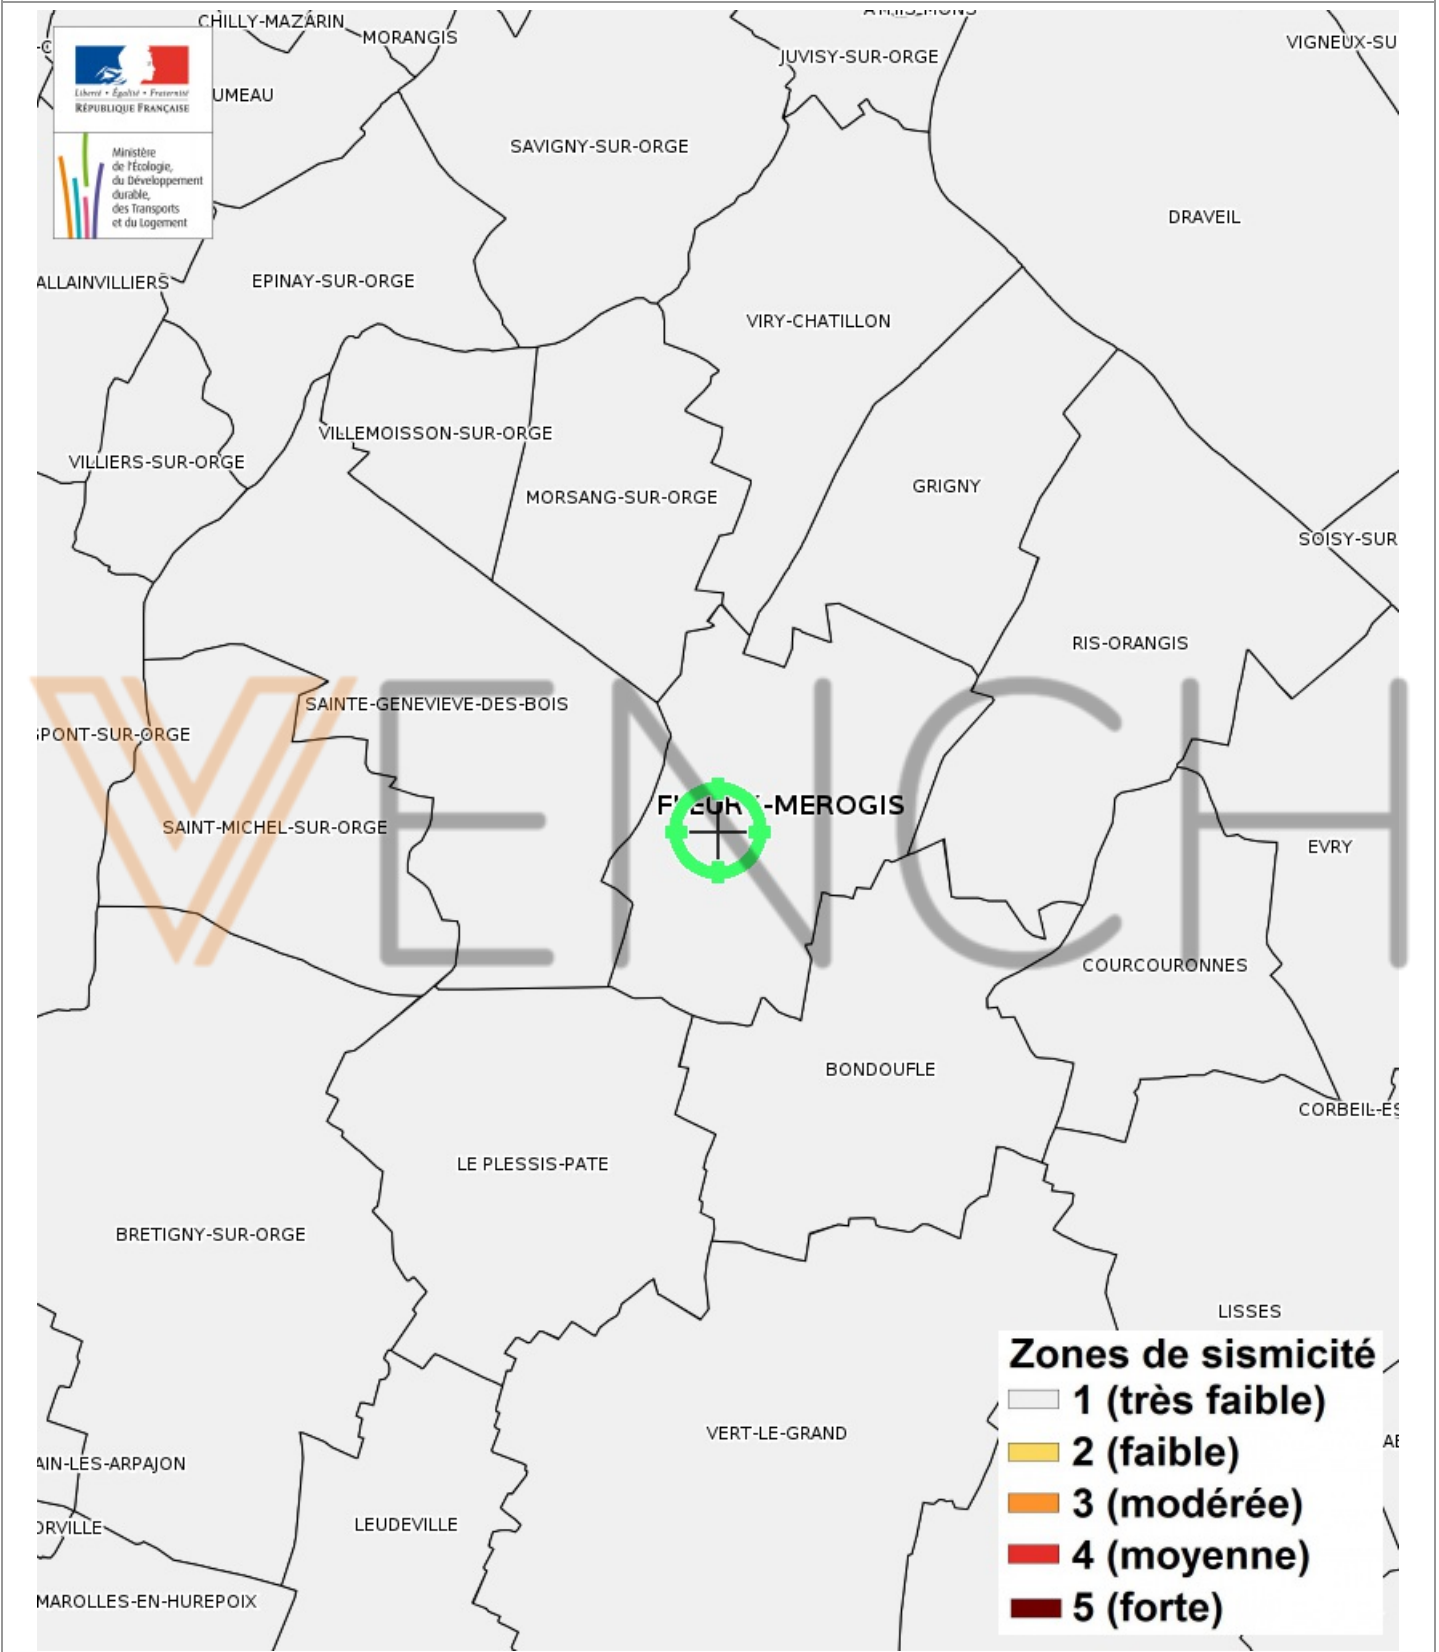 CHILLY-MAZARIN
MORANGIS
JUVISY-SUR-ORGE
VIGNEUX-SU
Liberté • Égalité • Fraternité
RÉPUBLIQUE FRANÇAISE
UMEAU
Ministère
de l'Écologie,
du Développement
durable,
des Transports
et du Logement
SAVIGNY-SUR-ORGE
DRAVEIL
ALLAINVILLIERS
EPINAY-SUR-ORGE
VIRY-CHATILLON
VILLEMOISSON-SUR-ORGE
VILLIERS-SUR-ORGE
GRIGNY
MORSANG-SUR-ORGE
SOISY-SUR
RIS-ORANGIS
SAINTE-GENEVIEVE-DES-BOIS
VENCH
PONT-SUR-ORGE
FLEURY-MEROGIS
SAINT-MICHEL-SUR-ORGE
EVRY
COURCOURONNES
BONDOUFLE
CORBEIL-ES
LE PLESSIS-PATE
BRETIGNY-SUR-ORGE
LISSES
Zones de sismicité
1 (très faible)
2 (faible)
3 (modérée)
4 (moyenne)
5 (forte)
VERT-LE-GRAND
AIN-LES-ARPAJON
LEUDEVILLE
ORVILLE
MAROLLES-EN-HUREPOIX